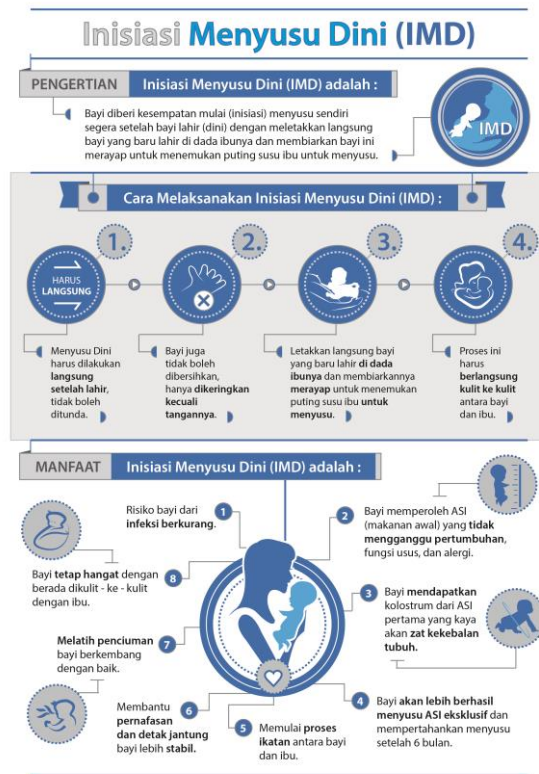 Inisiasi Menyusu Dini (IMD)
PENGERTIAN
Inisiasi Menyusu Dini (IMD) adalah :
Bayi diberi kesempatan mulai (inisiasi) menyusu sendiri
segera setelah bayi lahir (dini) dengan meletakkan langsung
bayi yang baru lahir di dada ibunya dan membiarkan bayi ini
merayap untuk menemukan puting susu ibu untuk menyusu.
IMD
Cara Melaksanakan Inisiasi Menyusu Dini (IMD) :
1.
HARUS
LANGSUNG
Menyusu Dini
harus dilakukan
langsung
setelah lahir,
tidak boleh
ditunda.
2.
Bayi juga
tidak boleh
dibersihkan,
hanya dikeringkan
kecuali
tangannya.
3.
Letakkan langsung bayi
yang baru lahir di dada
ibunya dan membiarkannya
merayap untuk menemukan
puting susu ibu untuk
menyusu.
4.
Proses ini
harus
berlangsung
kulit ke kulit
antara bayi
dan ibu.
MANFAAT
Inisiasi Menyusu Dini (IMD) adalah :
1
Risiko bayi dari
infeksi berkurang.
2
Bayi memperoleh ASI
(makanan awal) yang tidak
mengganggu pertumbuhan,
fungsi usus, dan alergi.
3
Bayi mendapatkan
kolostrum dari ASI
pertama yang kaya
akan zat kekebalan
tubuh.
4
Bayi akan lebih berhasil
menyusu ASI eksklusif dan
mempertahankan menyusu
setelah 6 bulan.
5
Memulai proses
ikatan antara bayi
dan ibu.
6
Membantu
pernafasan
dan detak jantung
bayi lebih stabil.
7
Melatih penciuman
bayi berkembang
dengan baik.
8
Bayi tetap hangat dengan
berada dikulit - ke - kulit
dengan ibu.